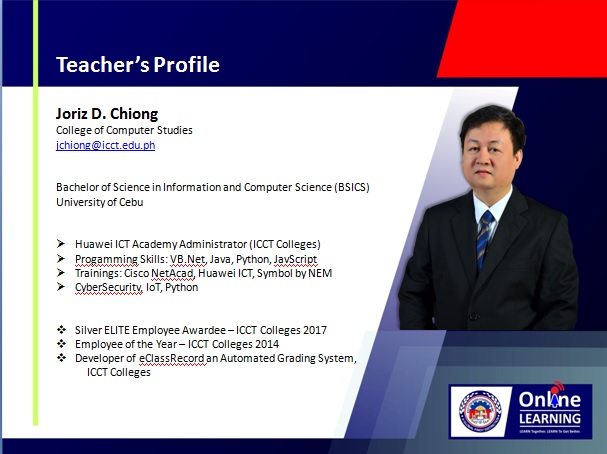 Teacher's Profile
Joriz D. Chiong
College of Computer Studies
jchiong@icct.edu.ph
Bachelor of Science in Information and Computer Science (BSICS)
University of Cebu
➢ Huawei ICT Academy Administrator (ICCT Colleges)
➢ Progamming Skills: VB.Net, Java, Python, JavScript
➢ Trainings: Cisco NetAcad, Huawei ICT, Symbol by NEM
➢ CyberSecurity, IoT, Python
❖ Silver ELITE Employee Awardee – ICCT Colleges 2017
❖ Employee of the Year – ICCT Colleges 2014
❖ Developer of eClassRecord an Automated Grading System,
ICCT Colleges
Online
LEARNING
LEARN Together. LEARN To Get Better.